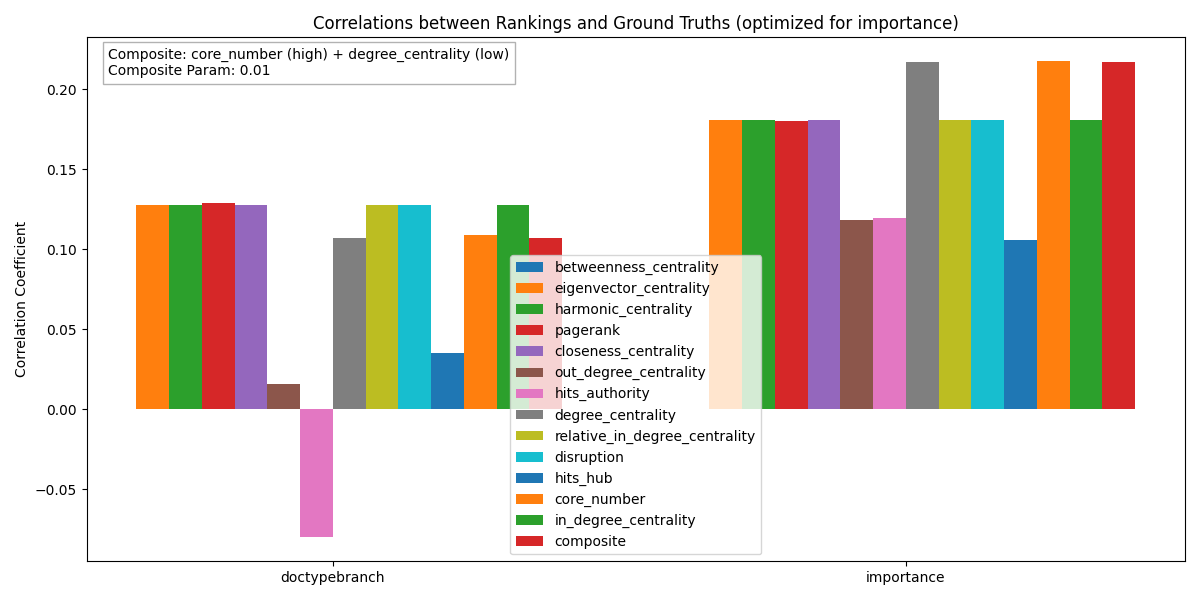 Correlations between Rankings and Ground Truths (optimized for importance)
Composite: core_number (high) + degree_centrality (low)
Composite Param: 0.01
Correlation Coefficient
0.20
0.15
0.10
0.05
0.00
−0.05
betweenness_centrality
eigenvector_centrality
harmonic_centrality
pagerank
closeness_centrality
out_degree_centrality
hits_authority
degree_centrality
relative_in_degree_centrality
disruption
hits_hub
core_number
in_degree_centrality
composite
doctypebranch
importance